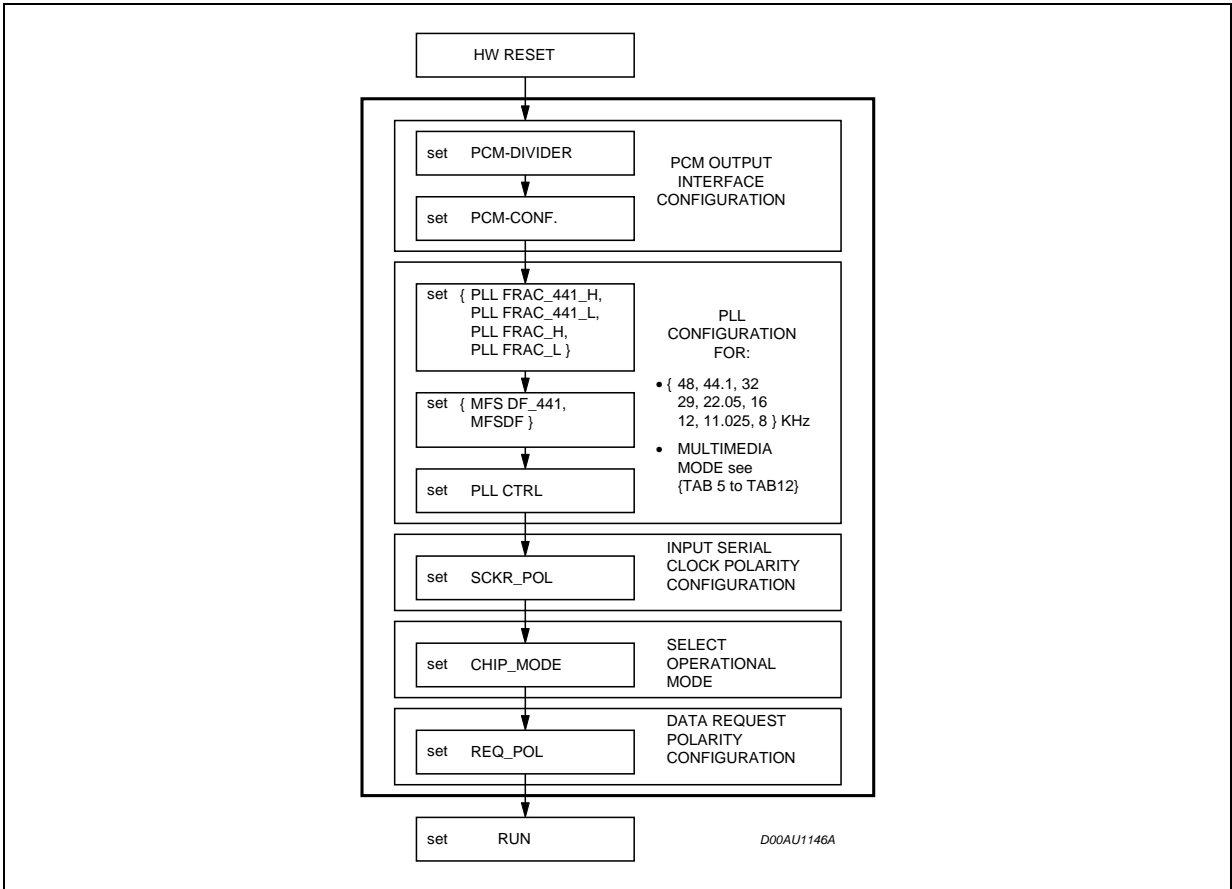 HW RESET
set PCM-DIVIDER
set PCM-CONF.
PCM OUTPUT
INTERFACE
CONFIGURATION
set { PLL FRAC_441_H,
PLL FRAC_441_L,
PLL FRAC_H,
PLL FRAC_L }
set { MFS DF_441,
MFSDF }
set PLL CTRL
PLL
CONFIGURATION
FOR:
• { 48, 44.1, 32
29, 22.05, 16
12, 11.025, 8 } KHz
• MULTIMEDIA
MODE see
{TAB 5 to TAB12}
set SCKR_POL
INPUT SERIAL
CLOCK POLARITY
CONFIGURATION
set CHIP_MODE
SELECT
OPERATIONAL
MODE
set REQ_POL
DATA REQUEST
POLARITY
CONFIGURATION
set RUN
D00AU1146A